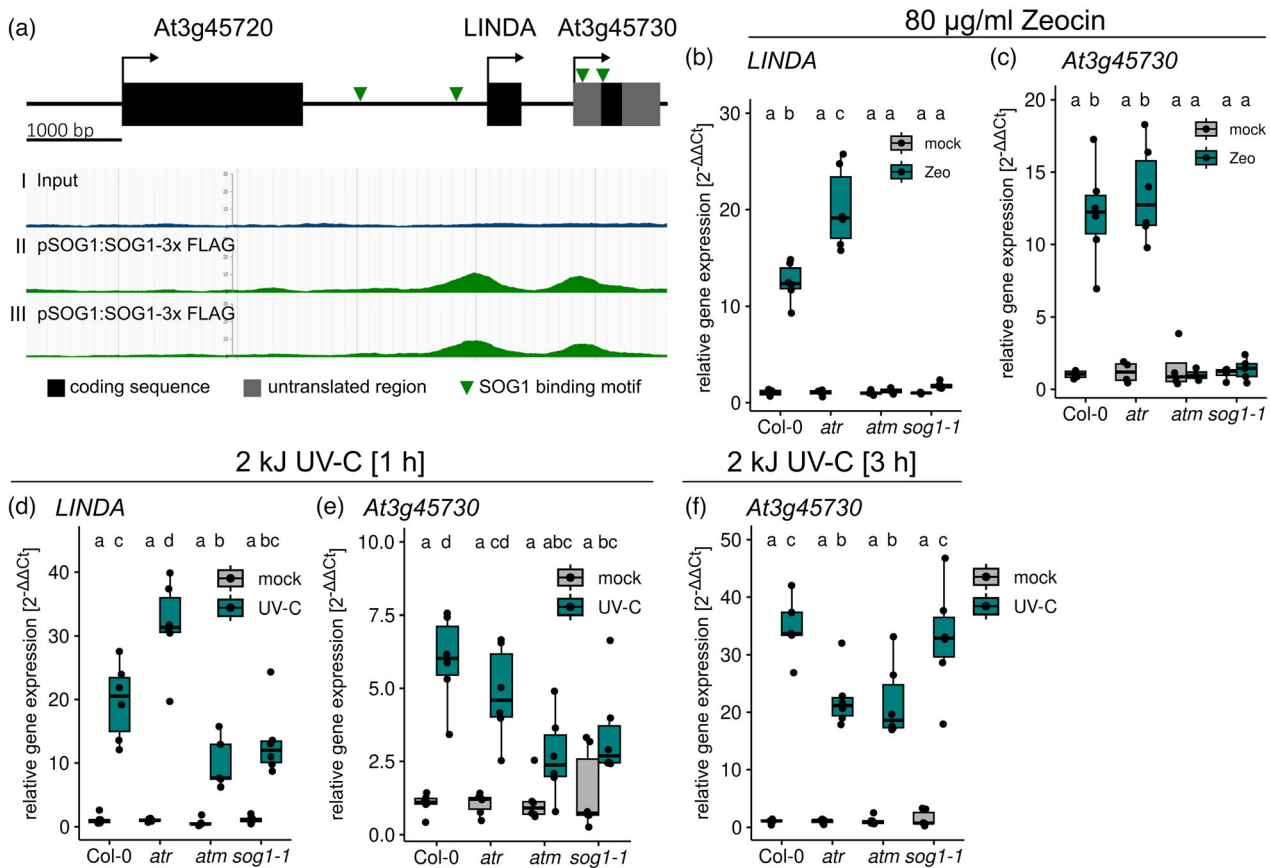 (a)
At3g45720 LINDA At3g45730
1000 bp
I Input
II pSOG1:SOG1-3x FLAG
III pSOG1:SOG1-3x FLAG
coding sequence untranslated region SOG1 binding motif
80 µg/ml Zeocin
(b) LINDA
relative gene expression [2^-ΔΔCt]
30
20
10
0
a b a c a a a a
mock
Zeo
Col-0 atr atm sog1-1
(c) At3g45730
relative gene expression [2^-ΔΔCt]
20
15
10
5
0
a b a b a a a a
mock
Zeo
Col-0 atr atm sog1-1
2 kJ UV-C [1 h]
(d) LINDA
relative gene expression [2^-ΔΔCt]
40
30
20
10
0
a c a d a b a bc
mock
UV-C
Col-0 atr atm sog1-1
(e) At3g45730
relative gene expression [2^-ΔΔCt]
10.0
7.5
5.0
2.5
0.0
a d a cd a abc a bc
mock
UV-C
Col-0 atr atm sog1-1
2 kJ UV-C [3 h]
(f) At3g45730
relative gene expression [2^-ΔΔCt]
50
40
30
20
10
0
a c a b a b a c
mock
UV-C
Col-0 atr atm sog1-1